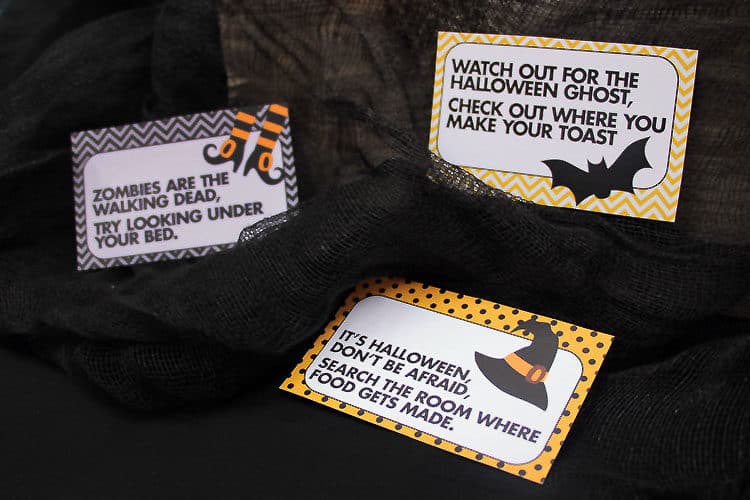 WATCH OUT FOR THE
HALLOWEEN GHOST,
CHECK OUT WHERE YOU
MAKE YOUR TOAST
ZOMBIES ARE THE
WALKING DEAD,
TRY LOOKING UNDER
YOUR BED.
IT'S HALLOWEEN,
DON'T BE AFRAID,
SEARCH THE ROOM WHERE
FOOD GETS MADE.